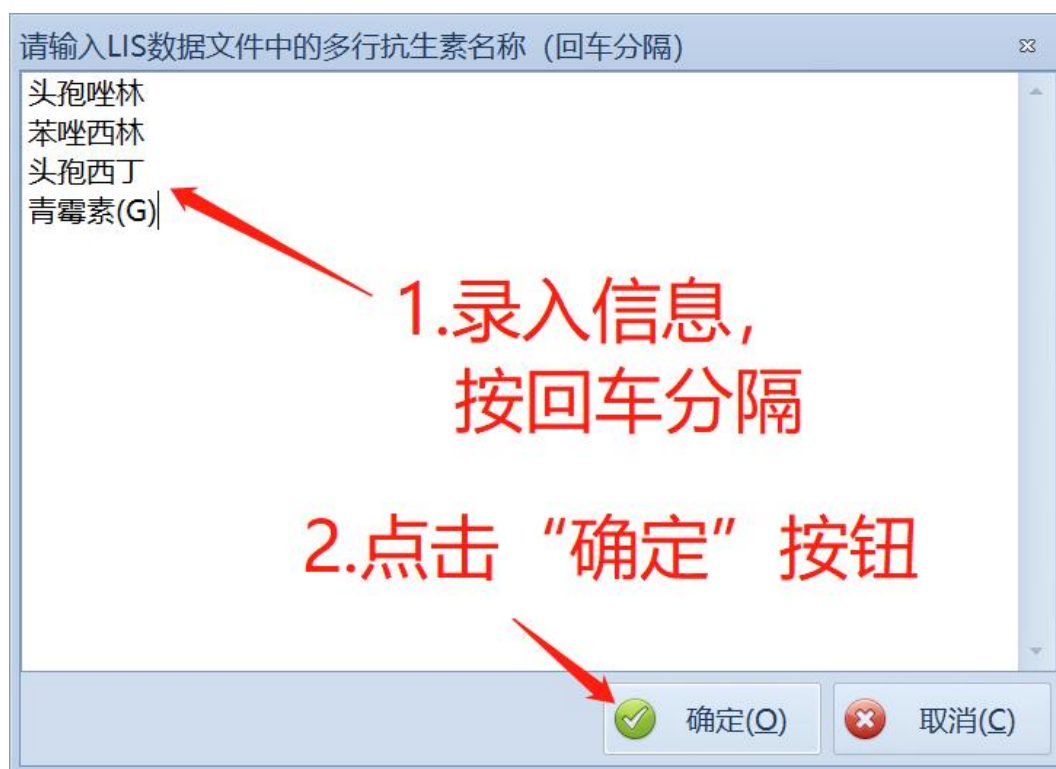 请输入LIS数据文件中的多行抗生素名称（回车分隔）
头孢唑林
苯唑西林
头孢西丁
青霉素(G)
1.录入信息，
按回车分隔
2.点击“确定”按钮
确定(O)
取消(C)